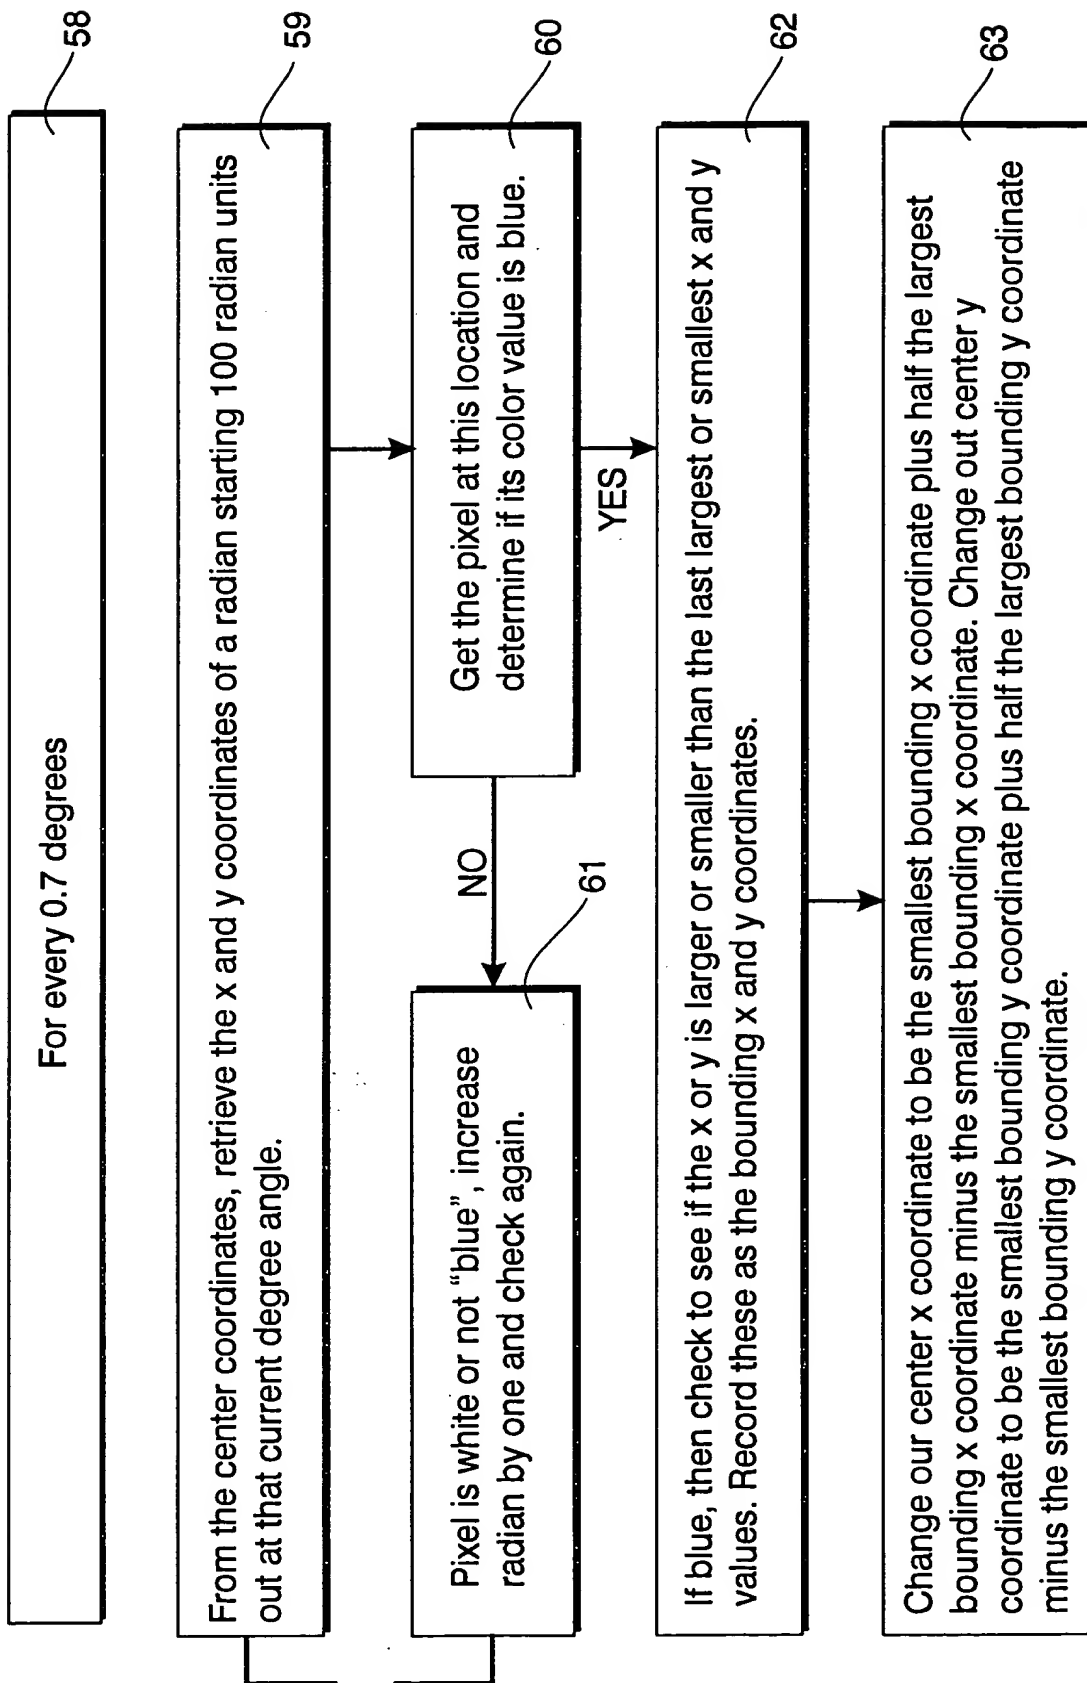 For every 0.7 degrees
58
From the center coordinates, retrieve the x and y coordinates of a radian starting 100 radian units
out at that current degree angle.
59
Get the pixel at this location and
determine if its color value is blue.
60
NO
YES
Pixel is white or not "blue", increase
radian by one and check again.
61
If blue, then check to see if the x or y is larger or smaller than the last largest or smallest x and y
values. Record these as the bounding x and y coordinates.
62
Change our center x coordinate to be the smallest bounding x coordinate plus half the largest
bounding x coordinate minus the smallest bounding x coordinate. Change out center y
coordinate to be the smallest bounding y coordinate plus half the largest bounding y coordinate
minus the smallest bounding y coordinate.
63